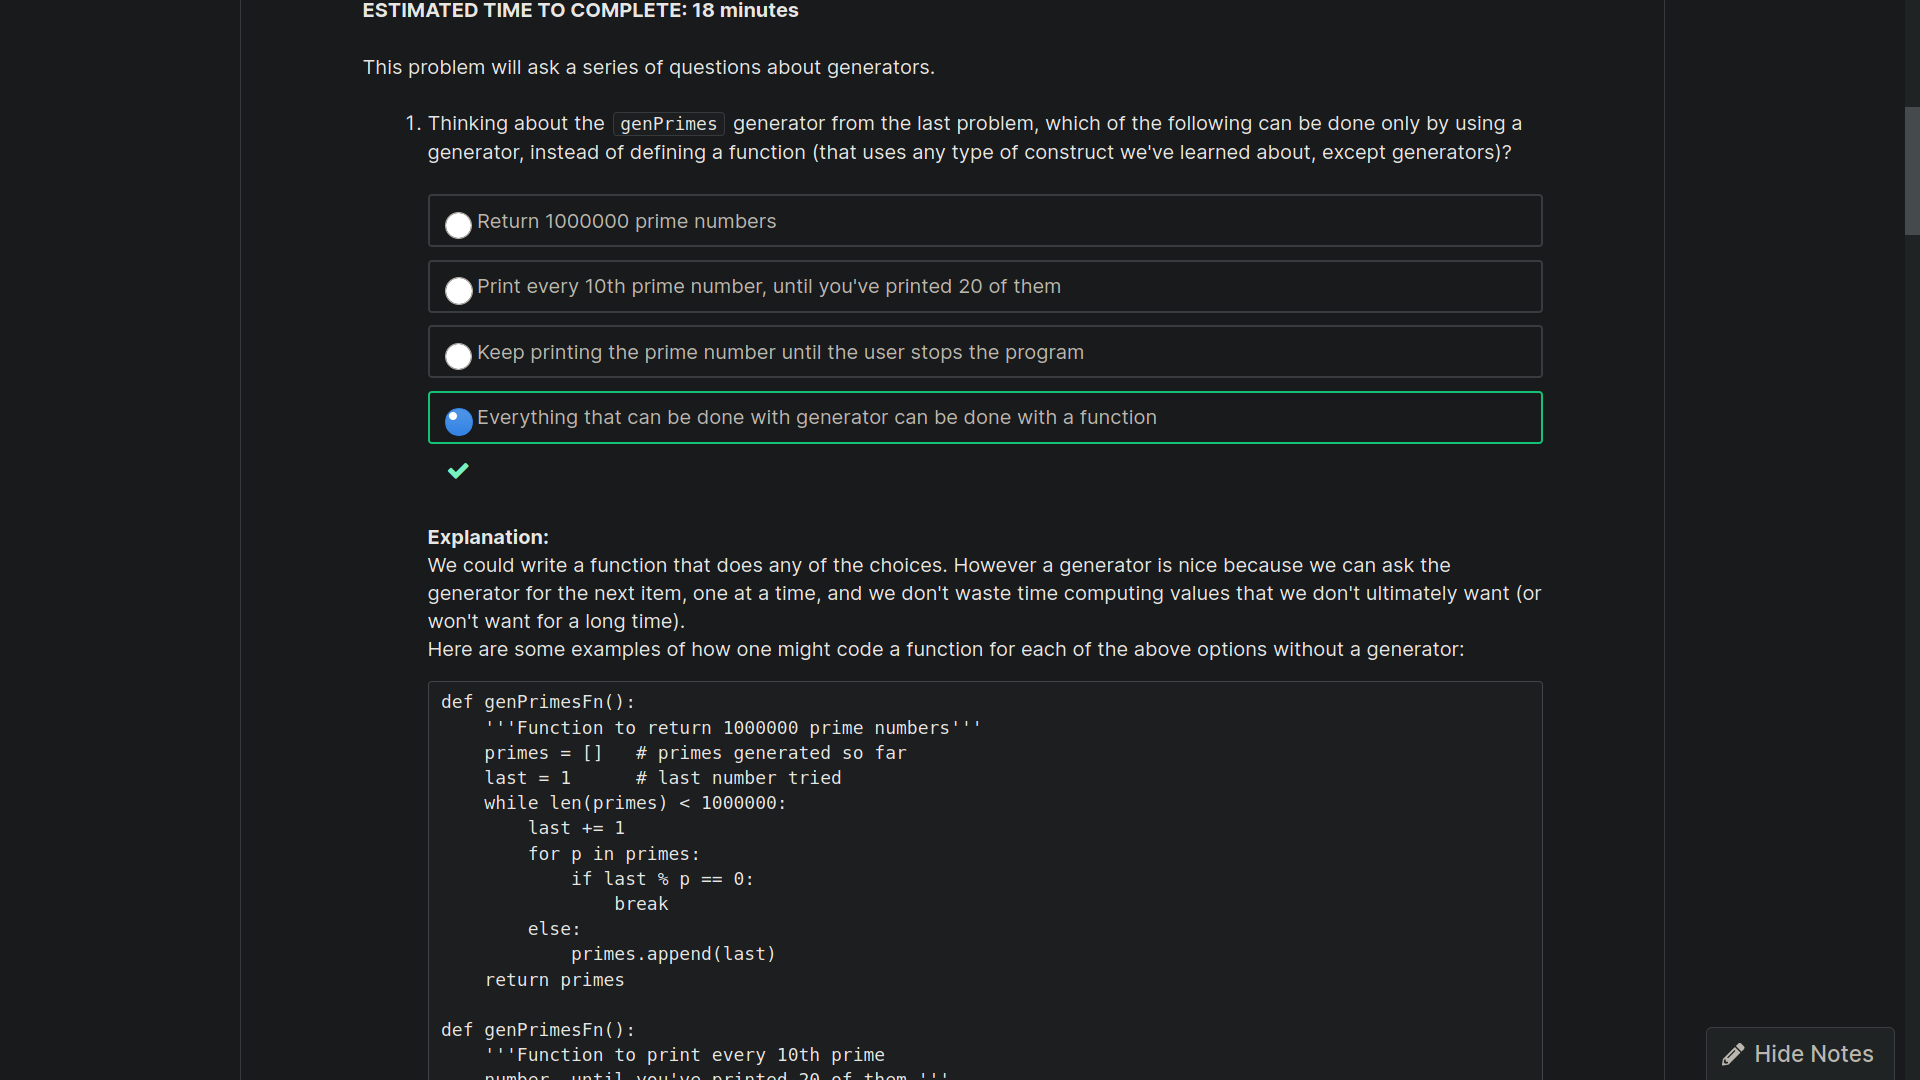 ESTIMATED TIME TO COMPLETE: 18 minutes
This problem will ask a series of questions about generators.
1. Thinking about the genPrimes generator from the last problem, which of the following can be done only by using a
generator, instead of defining a function (that uses any type of construct we've learned about, except generators)?
Return 1000000 prime numbers
Print every 10th prime number, until you've printed 20 of them
Keep printing the prime number until the user stops the program
Everything that can be done with generator can be done with a function
Explanation:
We could write a function that does any of the choices. However a generator is nice because we can ask the
generator for the next item, one at a time, and we don't waste time computing values that we don't ultimately want (or
won't want for a long time).
Here are some examples of how one might code a function for each of the above options without a generator:
def genPrimesFn():
    '''Function to return 1000000 prime numbers'''
    primes = []   # primes generated so far
    last = 1      # last number tried
    while len(primes) < 1000000:
        last += 1
        for p in primes:
            if last % p == 0:
                break
        else:
            primes.append(last)
    return primes
def genPrimesFn():
    '''Function to print every 10th prime
    number, until you've printed 20 of them.'''
Hide Notes